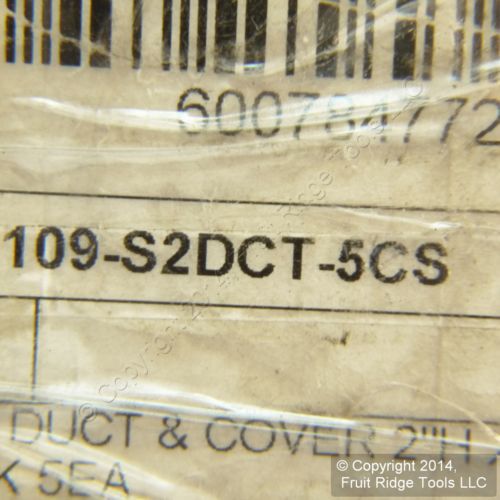 600784772
109-S2DCT-5CS
DUCT & COVER 2"H
K 5EA
© Copyright 2014,
Fruit Ridge Tools LLC